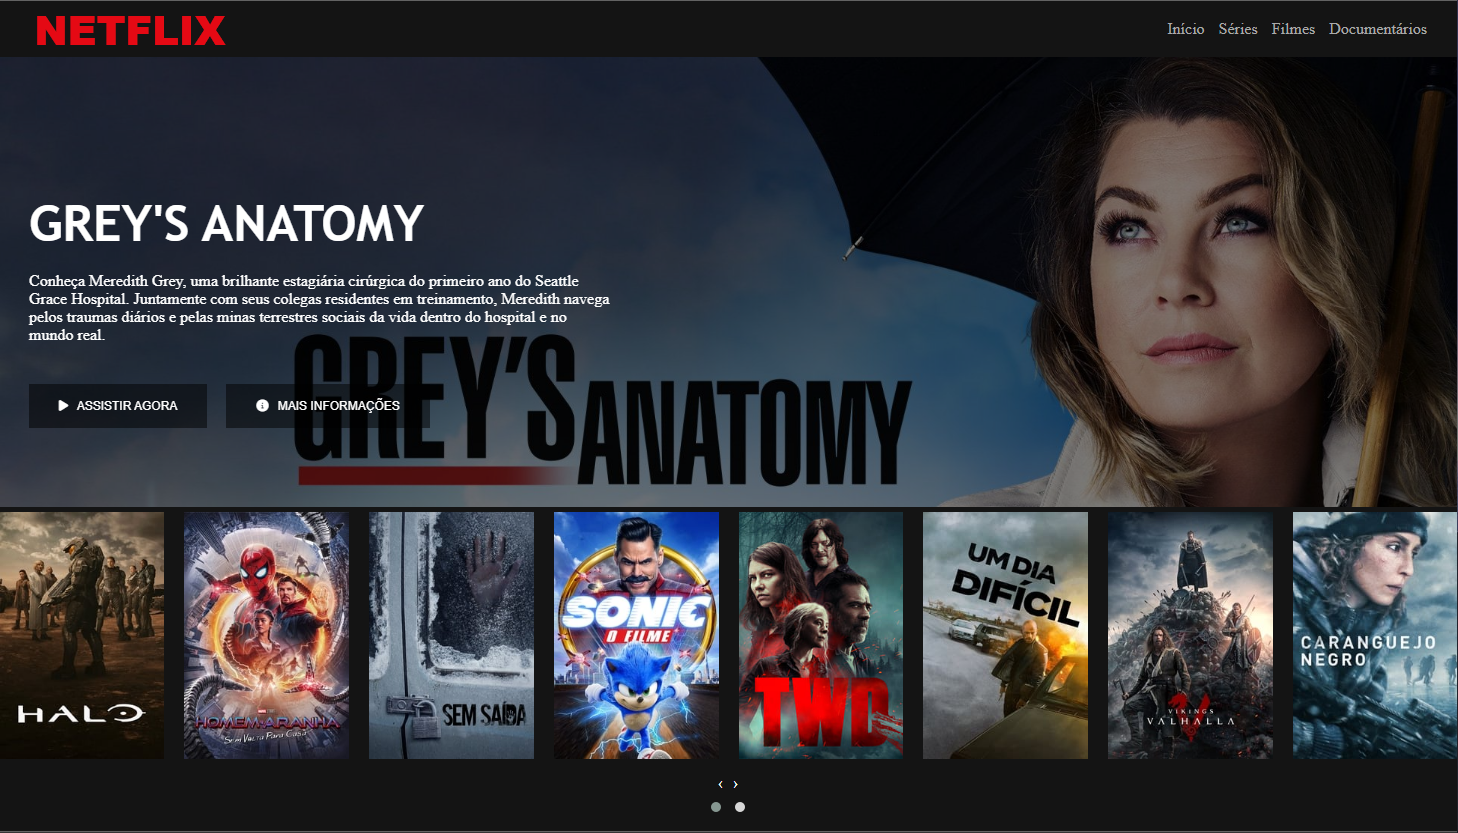 NETFLIX
Início Séries Filmes Documentários
GREY'S ANATOMY
Conheça Meredith Grey, uma brilhante estagiária cirúrgica do primeiro ano do Seattle
Grace Hospital. Juntamente com seus colegas residentes em treinamento, Meredith navega
pelos traumas diários e pelas minas terrestres sociais da vida dentro do hospital e no
mundo real.
GREY'S ANATOMY
ASSISTIR AGORA
MAIS INFORMAÇÕES
HALO
HOMEM-ARANHA
SEM VOLTA PARA CASA
SEM SAÍDA
SONIC
O FILME
TWD
UM DIA
DIFÍCIL
VIKINGS
VALHALLA
CARANGUEJO
NEGRO
‹ ›